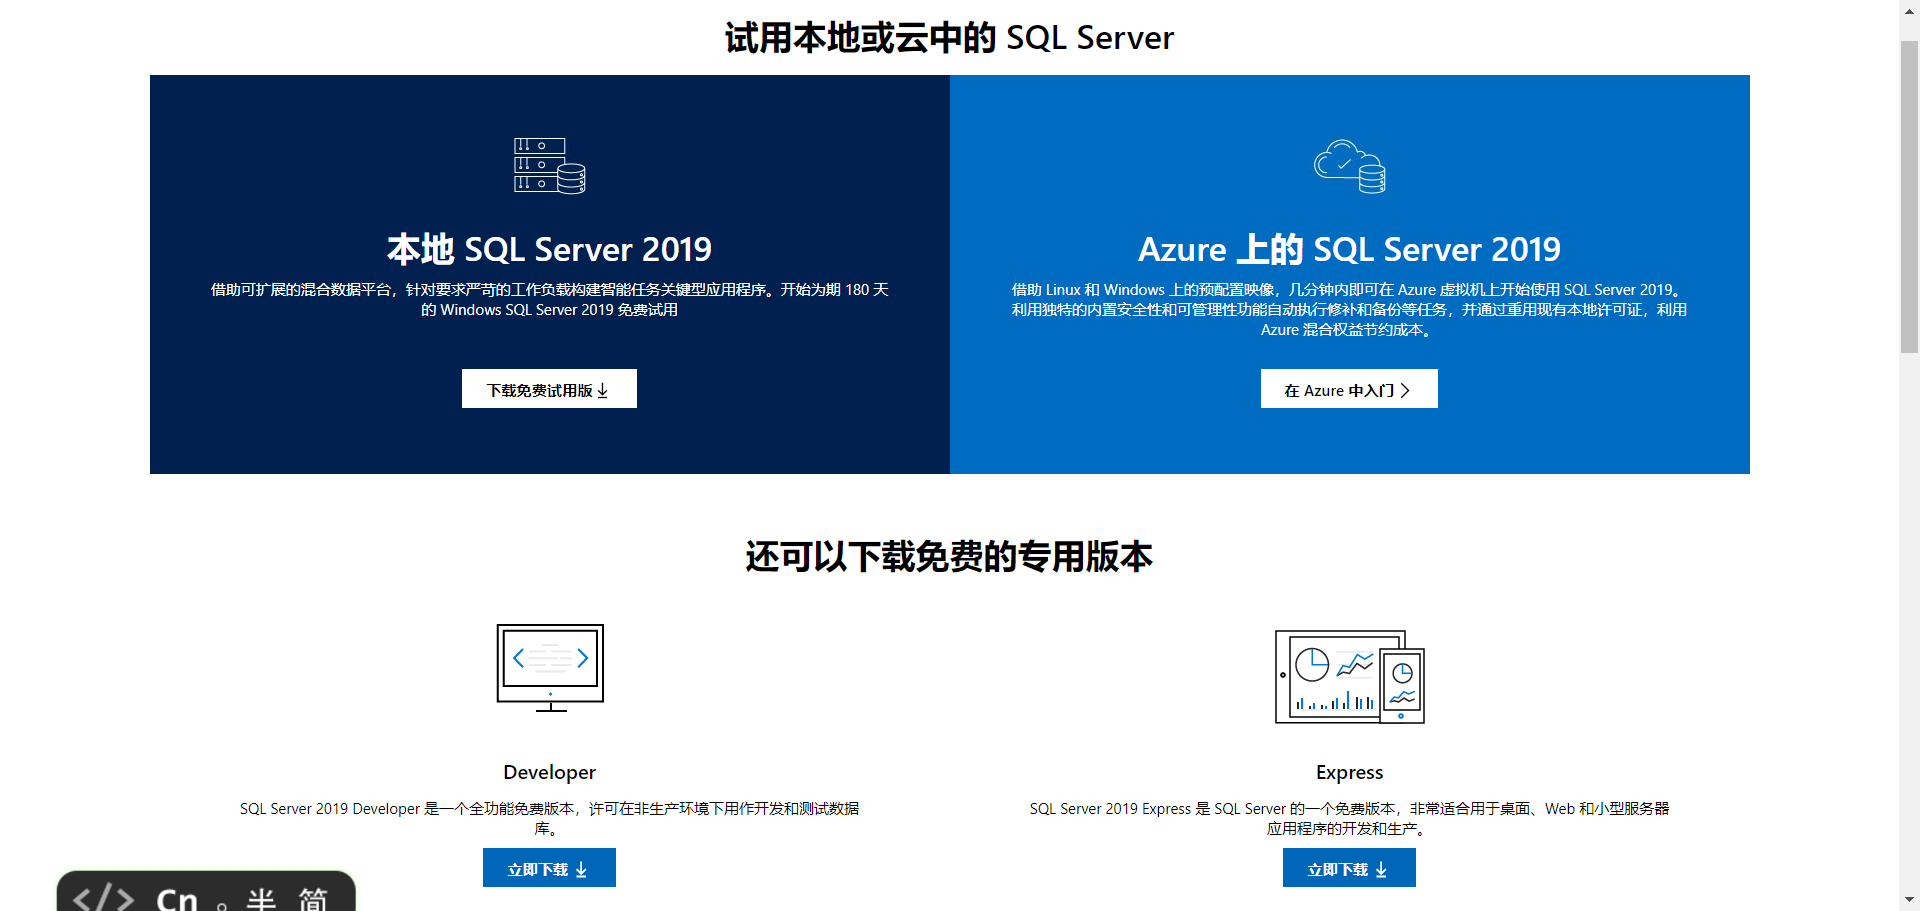 试用本地或云中的 SQL Server
本地 SQL Server 2019
借助可扩展的混合数据平台，针对要求严苛的工作负载构建智能任务关键型应用程序。开始为期 180 天
的 Windows SQL Server 2019 免费试用
下载免费试用版
Azure 上的 SQL Server 2019
借助 Linux 和 Windows 上的预配置映像，几分钟内即可在 Azure 虚拟机上开始使用 SQL Server 2019。
利用独特的内置安全性和可管理性功能自动执行修补和备份等任务，并通过重用现有本地许可证，利用
Azure 混合权益节约成本。
在 Azure 中入门
还可以下载免费的专用版本
Developer
SQL Server 2019 Developer 是一个全功能免费版本，许可在非生产环境下用作开发和测试数据
库。
立即下载
Express
SQL Server 2019 Express 是 SQL Server 的一个免费版本，非常适合用于桌面、Web 和小型服务器
应用程序的开发和生产。
立即下载
</> Cn 。半 简